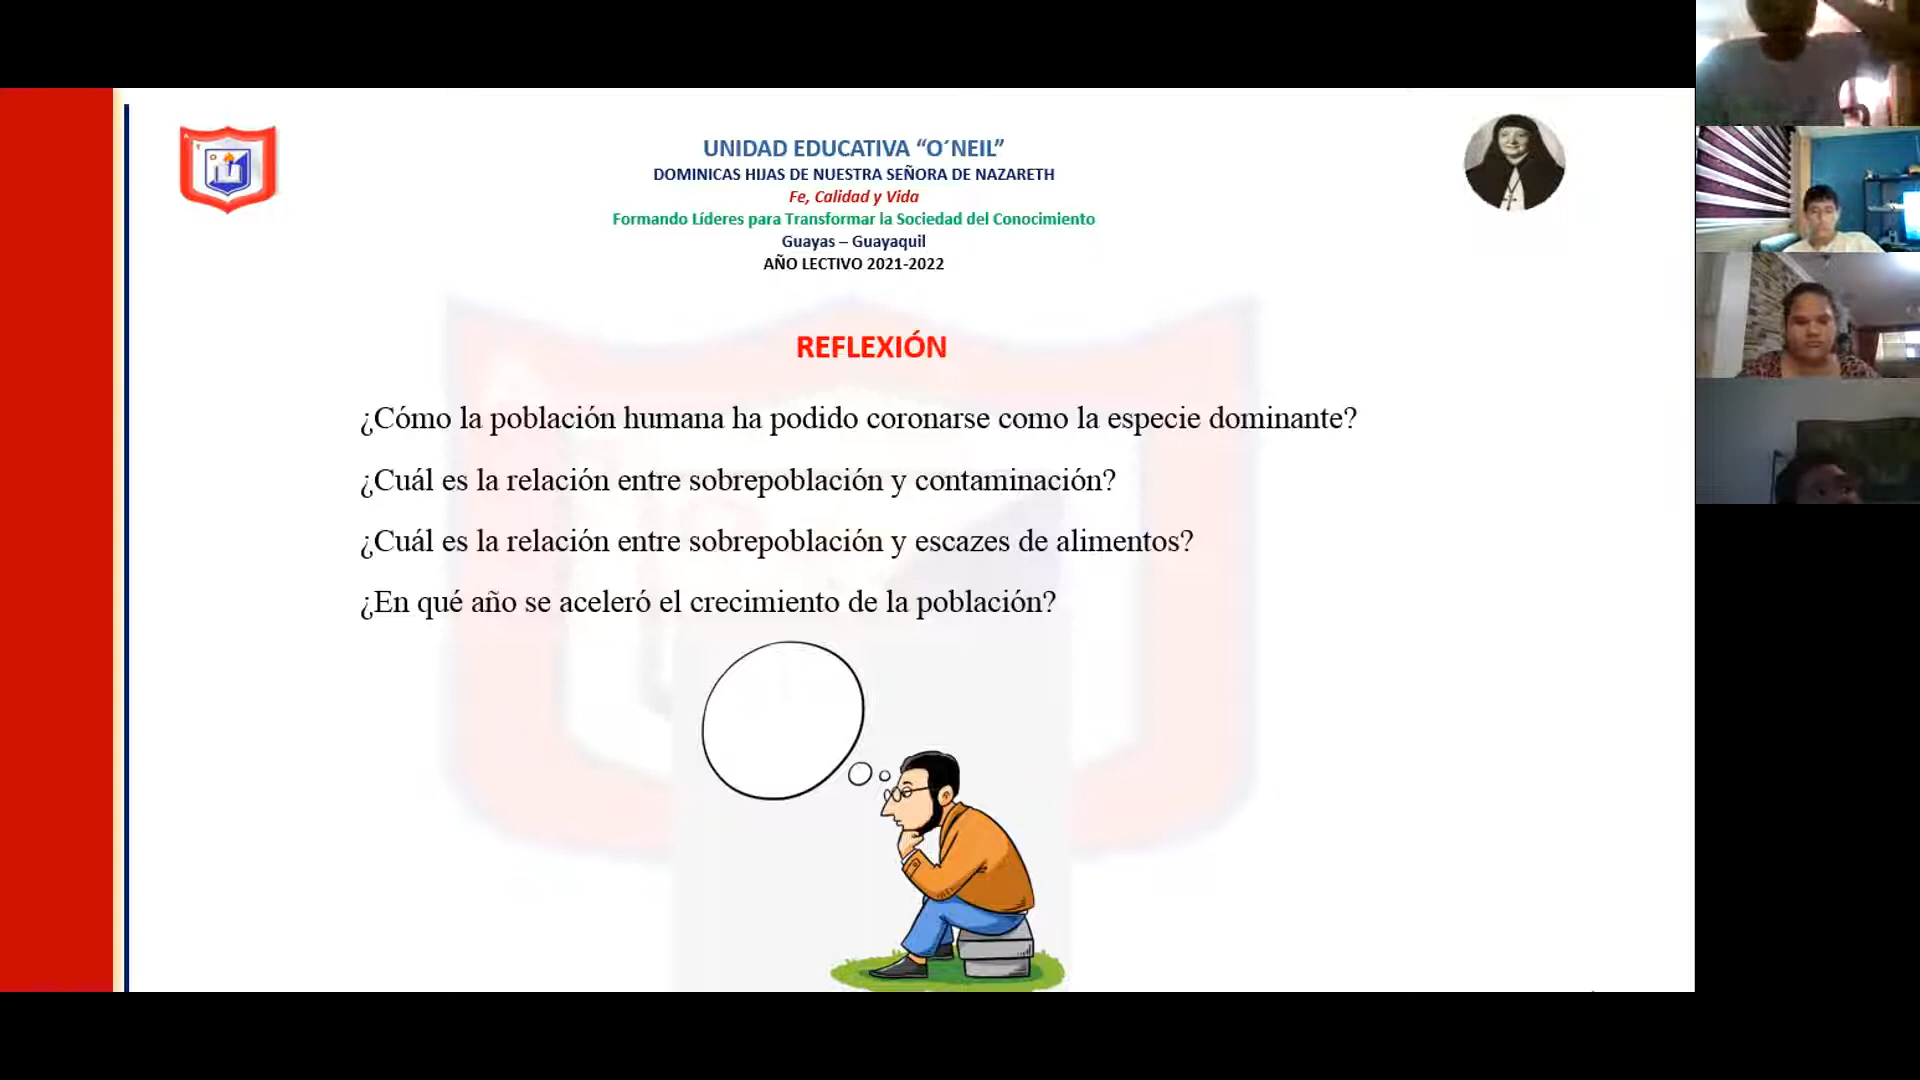 UNIDAD EDUCATIVA “O´NEIL”
DOMINICAS HIJAS DE NUESTRA SEÑORA DE NAZARETH
Fe, Calidad y Vida
Formando Líderes para Transformar la Sociedad del Conocimiento
Guayas – Guayaquil
AÑO LECTIVO 2021-2022
REFLEXIÓN
¿Cómo la población humana ha podido coronarse como la especie dominante?
¿Cuál es la relación entre sobrepoblación y contaminación?
¿Cuál es la relación entre sobrepoblación y escazes de alimentos?
¿En qué año se aceleró el crecimiento de la población?